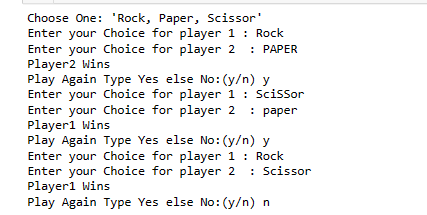 Choose One: 'Rock, Paper, Scissor'
Enter your Choice for player 1 : Rock
Enter your Choice for player 2  : PAPER
Player2 Wins
Play Again Type Yes else No:(y/n) y
Enter your Choice for player 1 : SciSSor
Enter your Choice for player 2  : paper
Player1 Wins
Play Again Type Yes else No:(y/n) y
Enter your Choice for player 1 : Rock
Enter your Choice for player 2  : Scissor
Player1 Wins
Play Again Type Yes else No:(y/n) n